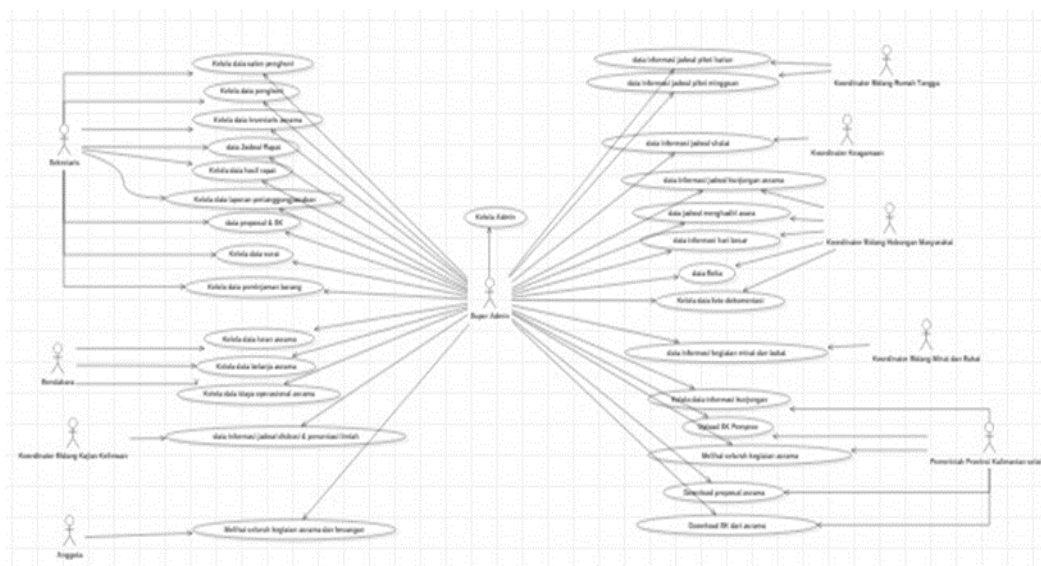 Kelola data calon penghuni
Kelola data penghuni
Kelola data Inventaris asrama
data Jadwal Rapat
Kelola data hasil rapat
Kelola data laporan pertanggungjawaban
data proposal & SK
Kelola data surat
Kelola data peminjaman barang
Sekretaris
Kelola data iuran asrama
Kelola data belanja asrama
Kelola data biaya operasional asrama
Bendahara
data informasi jadwal diskusi & presentasi ilmiah
Koordinator Bidang Kajian Keilmuan
Melihat seluruh kegiatan asrama dan keuangan
Anggota
Kelola Admin
Super Admin
data informasi jadwal piket harian
data informasi jadwal piket mingguan
Koordinator Bidang Rumah Tangga
data informasi jadwal sholat
Koordinator Keagamaan
data informasi jadwal kunjungan asrama
data jadwal menghadiri acara
data informasi hari besar
data Relia
Kelola data foto dokumentasi
Koordinator Bidang Hubungan Masyarakat
data informasi kegiatan minat dan bakat
Koordinator Bidang Minat dan Bakat
Kelola data informasi kunjungan
Upload SK Pemprov
Melihat seluruh kegiatan asrama
Download proposal asrama
Download SK dari asrama
Pemerintah Provinsi Kalimantan selat